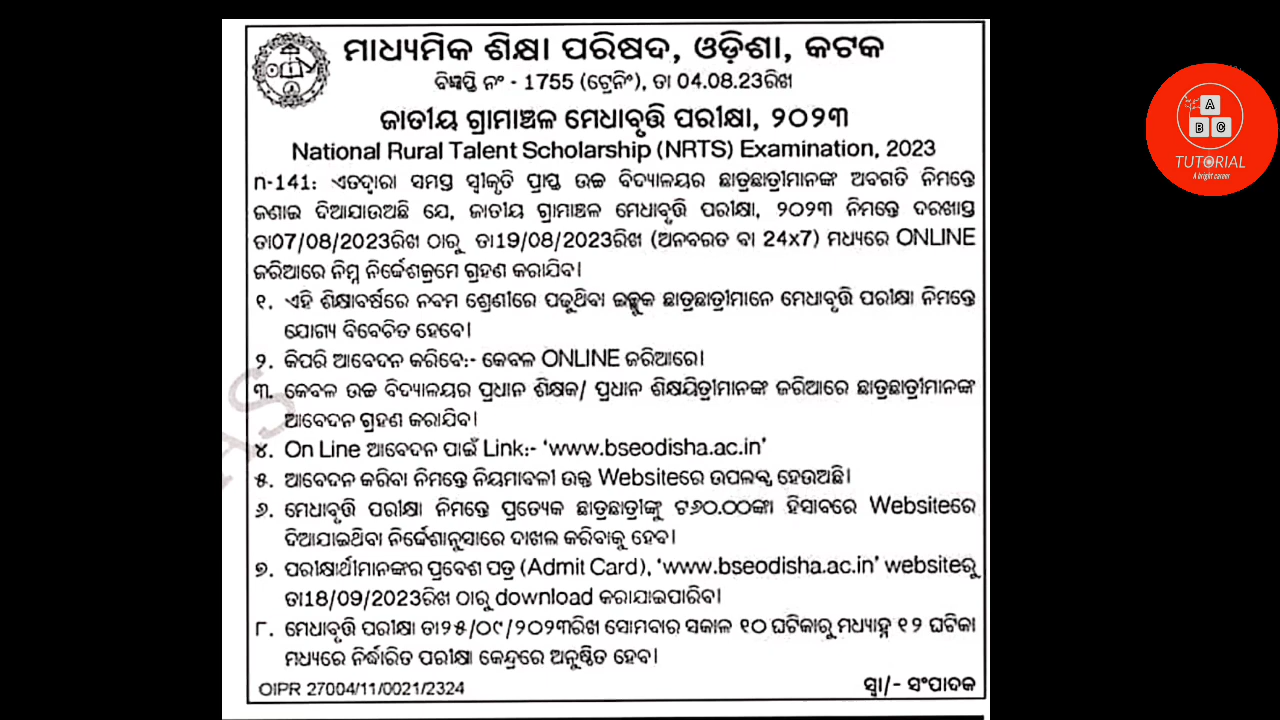 ମାଧ୍ୟମିକ ଶିକ୍ଷା ପରିଷଦ, ଓଡ଼ିଶା, କଟକ
ବିଜ୍ଞପ୍ତି ନଂ - 1755 (ଟ୍ରେନିଂ), ତା 04.08.23ରିଖ
ଜାତୀୟ ଗ୍ରାମାଞ୍ଚଳ ମେଧାବୃତ୍ତି ପରୀକ୍ଷା, ୨୦୨୩
National Rural Talent Scholarship (NRTS) Examination, 2023
n-141: ଏତଦ୍ଵାରା ସମସ୍ତ ସ୍ଵୀକୃତି ପ୍ରାପ୍ତ ଉଚ୍ଚ ବିଦ୍ୟାଳୟର ଛାତ୍ରଛାତ୍ରୀମାନଙ୍କ ଅବଗତି ନିମନ୍ତେ
ଜଣାଇ ଦିଆଯାଉଅଛି ଯେ, ଜାତୀୟ ଗ୍ରାମାଞ୍ଚଳ ମେଧାବୃତ୍ତି ପରୀକ୍ଷା, ୨୦୨୩ ନିମନ୍ତେ ଦରଖାସ୍ତ
ତା07/08/2023ରିଖ ଠାରୁ ତା19/08/2023ରିଖ (ଅନବରତ ବା 24x7) ମଧ୍ୟରେ ONLINE
ଜରିଆରେ ନିମ୍ନ ନିର୍ଦ୍ଦେଶକ୍ରମେ ଗ୍ରହଣ କରାଯିବ।
୧. ଏହି ଶିକ୍ଷାବର୍ଷରେ ନବମ ଶ୍ରେଣୀରେ ପଢୁଥିବା ଇଚ୍ଛୁକ ଛାତ୍ରଛାତ୍ରୀମାନେ ମେଧାବୃତ୍ତି ପରୀକ୍ଷା ନିମନ୍ତେ
ଯୋଗ୍ୟ ବିବେଚିତ ହେବେ।
୨. କିପରି ଆବେଦନ କରିବେ:- କେବଳ ONLINE ଜରିଆରେ।
୩. କେବଳ ଉଚ୍ଚ ବିଦ୍ୟାଳୟର ପ୍ରଧାନ ଶିକ୍ଷକ/ ପ୍ରଧାନ ଶିକ୍ଷୟିତ୍ରୀମାନଙ୍କ ଜରିଆରେ ଛାତ୍ରଛାତ୍ରୀମାନଙ୍କ
ଆବେଦନ ଗ୍ରହଣ କରାଯିବ।
୪. On Line ଆବେଦନ ପାଇଁ Link:- ‘www.bseodisha.ac.in’
୫. ଆବେଦନ କରିବା ନିମନ୍ତେ ନିୟମାବଳୀ ଉକ୍ତ Websiteରେ ଉପଲବ୍ଧ ହେଉଅଛି।
୬. ମେଧାବୃତ୍ତି ପରୀକ୍ଷା ନିମନ୍ତେ ପ୍ରତ୍ୟେକ ଛାତ୍ରଛାତ୍ରୀଙ୍କୁ ଟ୬୦.୦୦ଙ୍କା ହିସାବରେ Websiteରେ
ଦିଆଯାଇଥିବା ନିର୍ଦ୍ଦେଶାନୁସାରେ ଦାଖଲ କରିବାକୁ ହେବ।
୭. ପରୀକ୍ଷାର୍ଥୀମାନଙ୍କର ପ୍ରବେଶ ପତ୍ର (Admit Card), ‘www.bseodisha.ac.in’ websiteରୁ
ତା18/09/2023ରିଖ ଠାରୁ download କରାଯାଇପାରିବ।
୮. ମେଧାବୃତ୍ତି ପରୀକ୍ଷା ତା୨୫/୦୯/୨୦୨୩ରିଖ ସୋମବାର ସକାଳ ୧୦ ଘଟିକାରୁ ମଧ୍ୟାହ୍ନ ୧୨ ଘଟିକା
ମଧ୍ୟରେ ନିର୍ଦ୍ଧାରିତ ପରୀକ୍ଷା କେନ୍ଦ୍ରରେ ଅନୁଷ୍ଠିତ ହେବ।
OIPR 27004/11/0021/2324
ସ୍ଵା/- ସଂପାଦକ
A
B C
TUTORIAL
A bright career